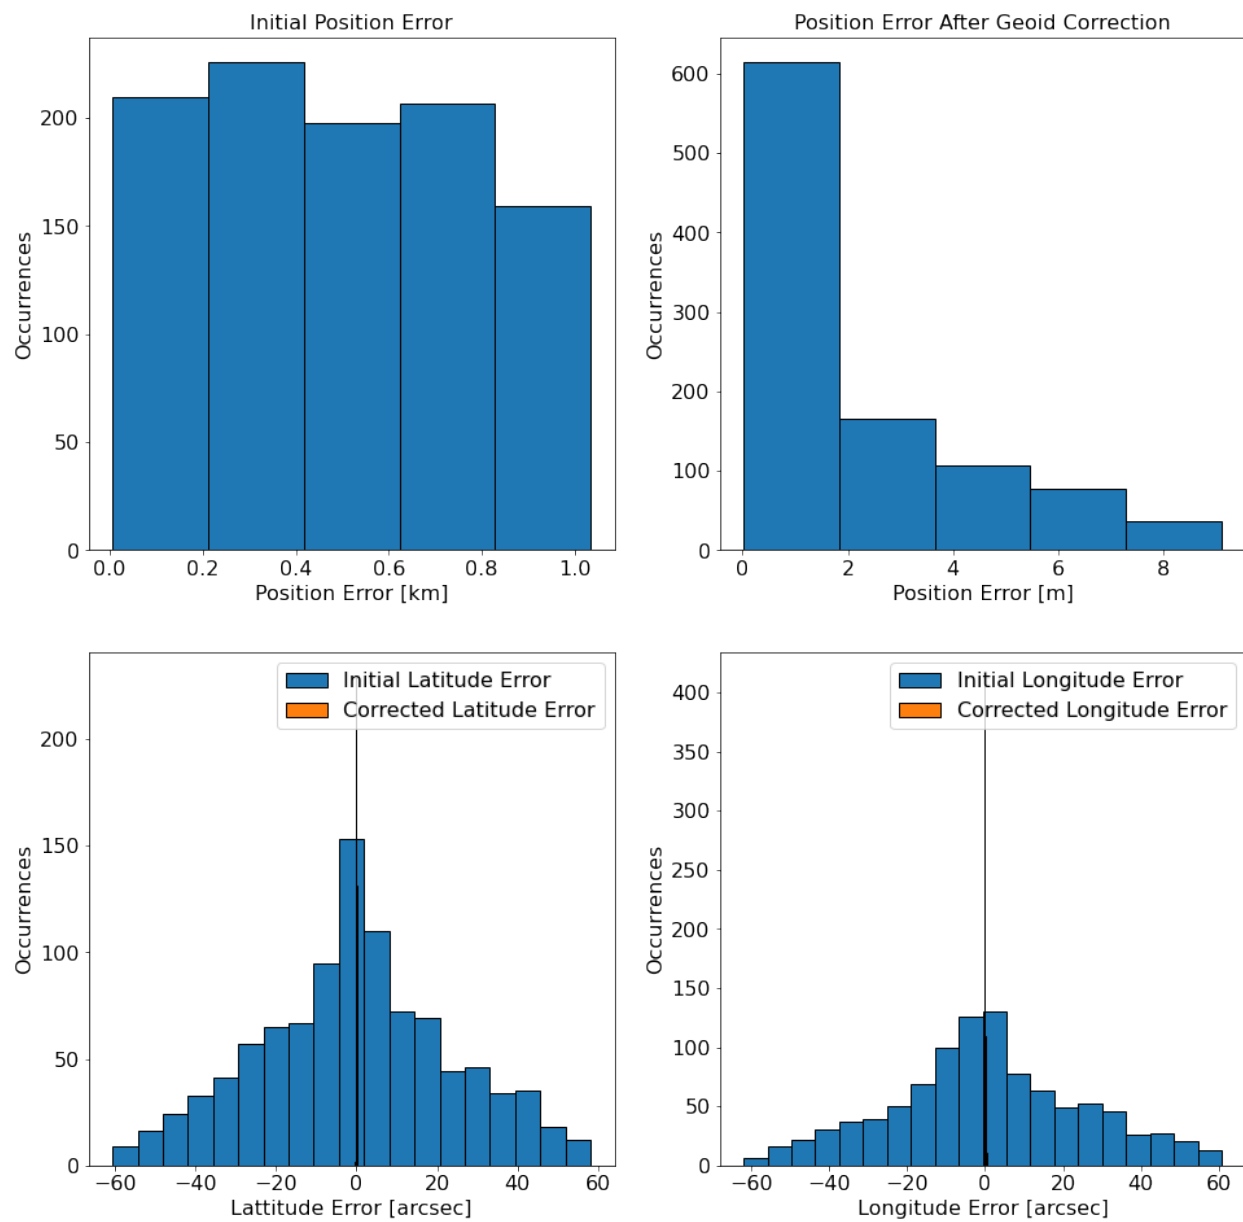 Initial Position Error
200
150
100
50
0
Occurrences
0.0 0.2 0.4 0.6 0.8 1.0
Position Error [km]
Position Error After Geoid Correction
600
500
400
300
200
100
0
Occurrences
0 2 4 6 8
Position Error [m]
Initial Latitude Error
Corrected Latitude Error
200
150
100
50
0
Occurrences
−60 −40 −20 0 20 40 60
Lattitude Error [arcsec]
Initial Longitude Error
Corrected Longitude Error
400
350
300
250
200
150
100
50
0
Occurrences
−60 −40 −20 0 20 40 60
Longitude Error [arcsec]